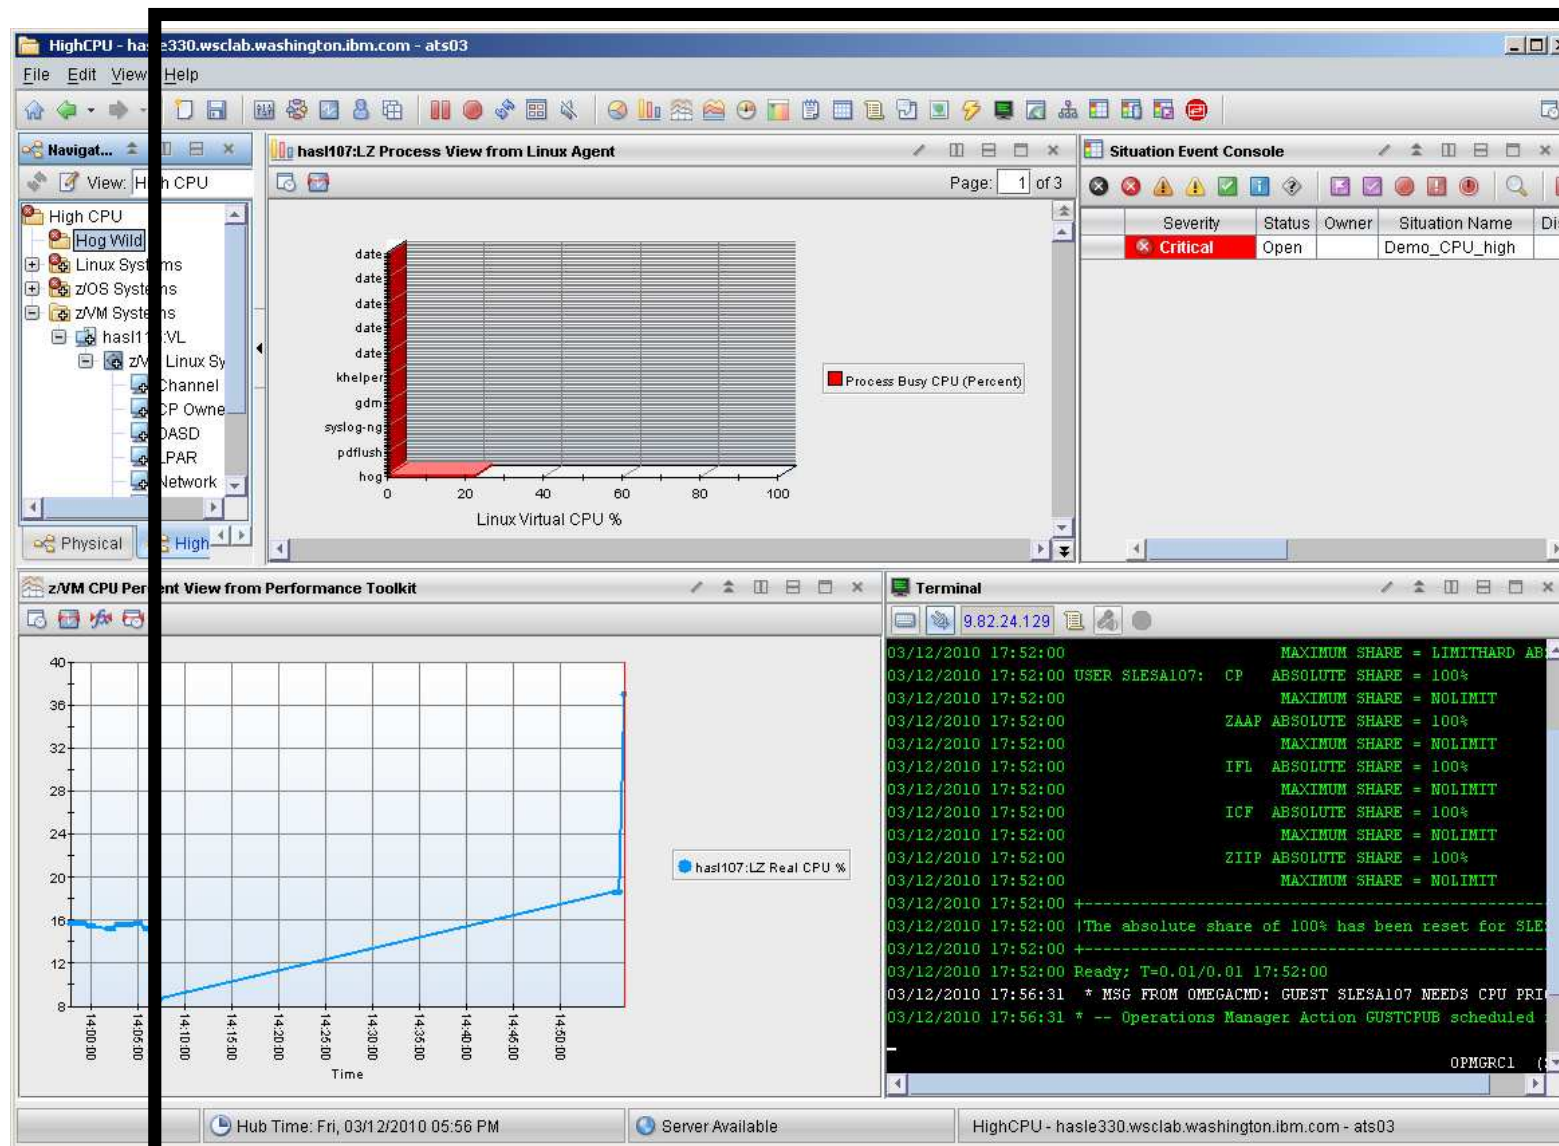 HighCPU - hasle330.wsclab.washington.ibm.com - ats03
File Edit View Help
Navigat...
View: High CPU
High CPU
Hog Wild
Linux Systems
z/OS Systems
z/VM Systems
z/VM Linux Sy
Channel
CP Owne
DASD
LPAR
Network
Physical High
hasl107:LZ Process View from Linux Agent
Page: 1 of 3
date
date
date
date
date
khelper
gdm
syslog-ng
pdflush
hog
0 20 40 60 80 100
Linux Virtual CPU %
Process Busy CPU (Percent)
Situation Event Console
Severity Status Owner Situation Name Di
Critical Open Demo_CPU_high
z/VM CPU Percent View from Performance Toolkit
40
36
32
28
24
20
16
12
8
14:00:00 14:05:00 14:10:00 14:15:00 14:20:00 14:25:00 14:30:00 14:35:00 14:40:00 14:45:00 14:50:00
Time
hasl107:LZ Real CPU %
Terminal
9.82.24.129
03/12/2010 17:52:00 MAXIMUM SHARE = LIMITHARD AB
03/12/2010 17:52:00 USER SLESA107: CP ABSOLUTE SHARE = 100%
03/12/2010 17:52:00 MAXIMUM SHARE = NOLIMIT
03/12/2010 17:52:00 ZAAP ABSOLUTE SHARE = 100%
03/12/2010 17:52:00 MAXIMUM SHARE = NOLIMIT
03/12/2010 17:52:00 IFL ABSOLUTE SHARE = 100%
03/12/2010 17:52:00 MAXIMUM SHARE = NOLIMIT
03/12/2010 17:52:00 ICF ABSOLUTE SHARE = 100%
03/12/2010 17:52:00 MAXIMUM SHARE = NOLIMIT
03/12/2010 17:52:00 ZIIP ABSOLUTE SHARE = 100%
03/12/2010 17:52:00 MAXIMUM SHARE = NOLIMIT
03/12/2010 17:52:00 +----------------------------------------
03/12/2010 17:52:00 |The absolute share of 100% has been reset for SLE
03/12/2010 17:52:00 +----------------------------------------
03/12/2010 17:52:00 Ready; T=0.01/0.01 17:52:00
03/12/2010 17:56:31 * MSG FROM OMEGACMD: GUEST SLESA107 NEEDS CPU PRI
03/12/2010 17:56:31 * -- Operations Manager Action GUSTCPUB scheduled
OPMGRC1
Hub Time: Fri, 03/12/2010 05:56 PM
Server Available
HighCPU - hasle330.wsclab.washington.ibm.com - ats03